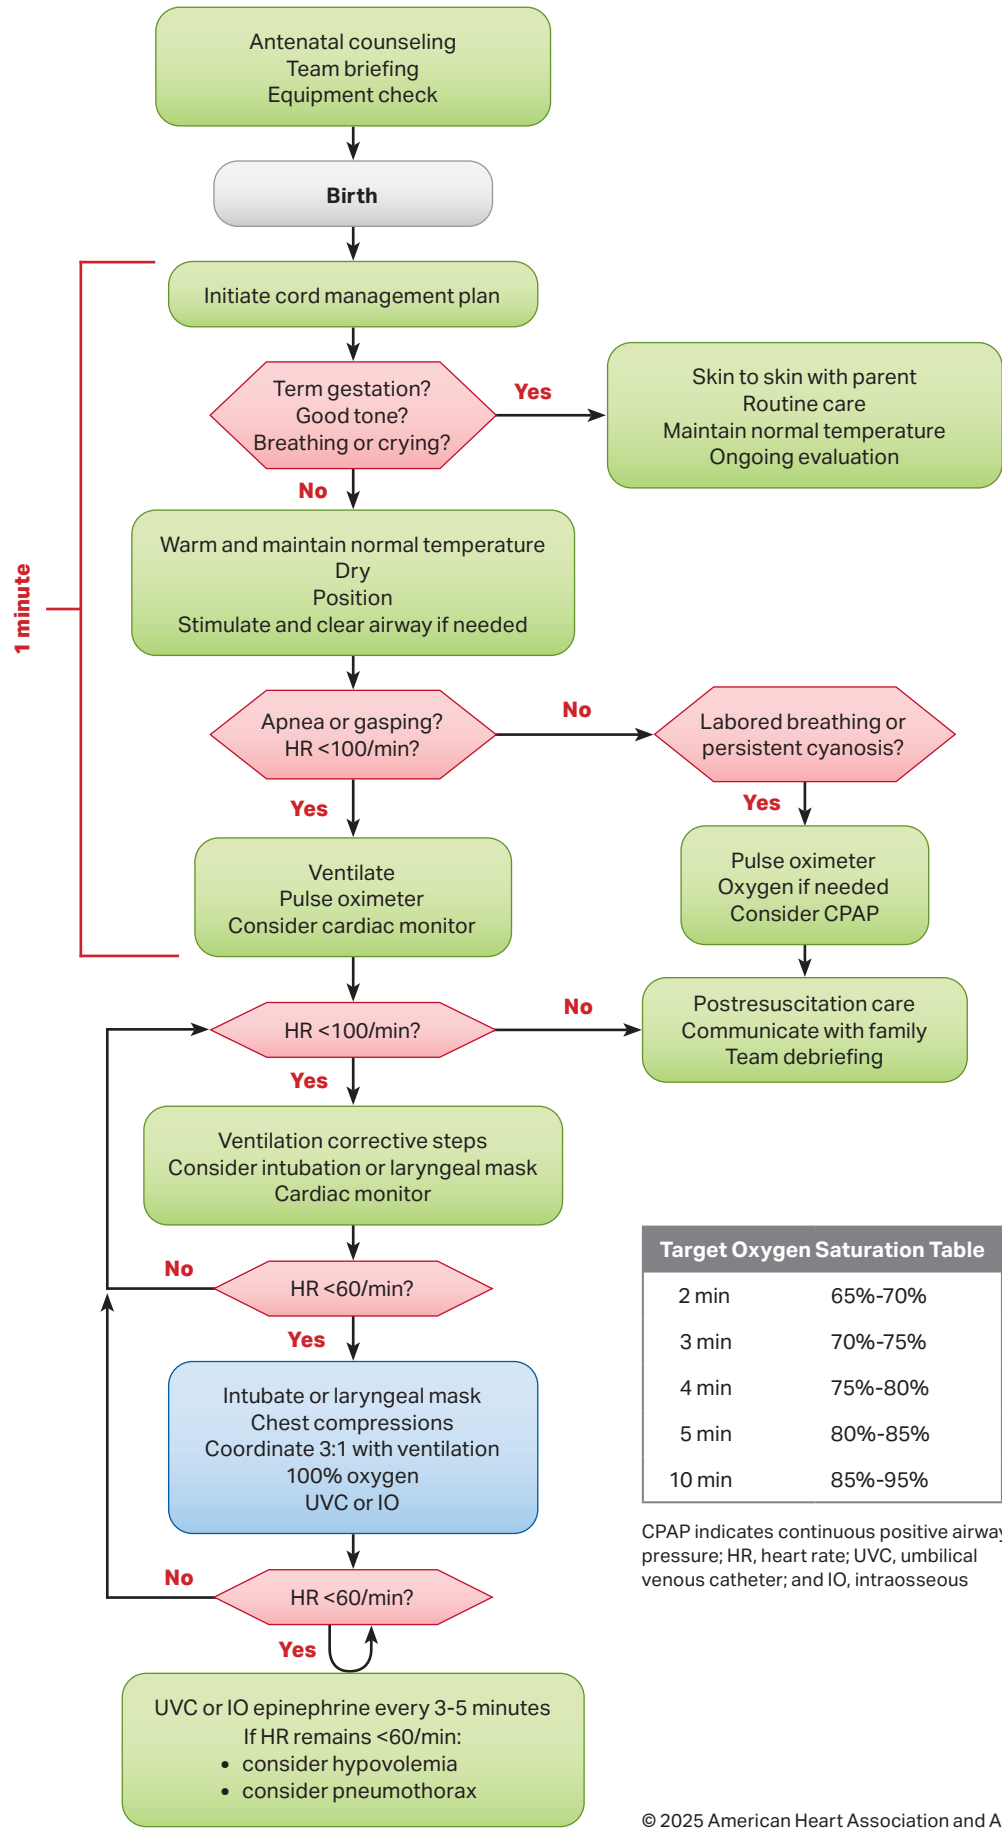 Antenatal counseling
Team briefing
Equipment check
Birth
Initiate cord management plan
Term gestation?
Good tone?
Breathing or crying?
Yes
Skin to skin with parent
Routine care
Maintain normal temperature
Ongoing evaluation
No
1 minute
Warm and maintain normal temperature
Dry
Position
Stimulate and clear airway if needed
Apnea or gasping?
HR <100/min?
No
Labored breathing or
persistent cyanosis?
Yes
Yes
Ventilate
Pulse oximeter
Consider cardiac monitor
Pulse oximeter
Oxygen if needed
Consider CPAP
HR <100/min?
No
Postresuscitation care
Communicate with family
Team debriefing
Yes
Ventilation corrective steps
Consider intubation or laryngeal mask
Cardiac monitor
No
HR <60/min?
Yes
Intubate or laryngeal mask
Chest compressions
Coordinate 3:1 with ventilation
100% oxygen
UVC or IO
No
HR <60/min?
Yes
UVC or IO epinephrine every 3-5 minutes
If HR remains <60/min:
• consider hypovolemia
• consider pneumothorax
Target Oxygen Saturation Table
2 min 65%-70%
3 min 70%-75%
4 min 75%-80%
5 min 80%-85%
10 min 85%-95%
CPAP indicates continuous positive airway
pressure; HR, heart rate; UVC, umbilical
venous catheter; and IO, intraosseous
© 2025 American Heart Association and A